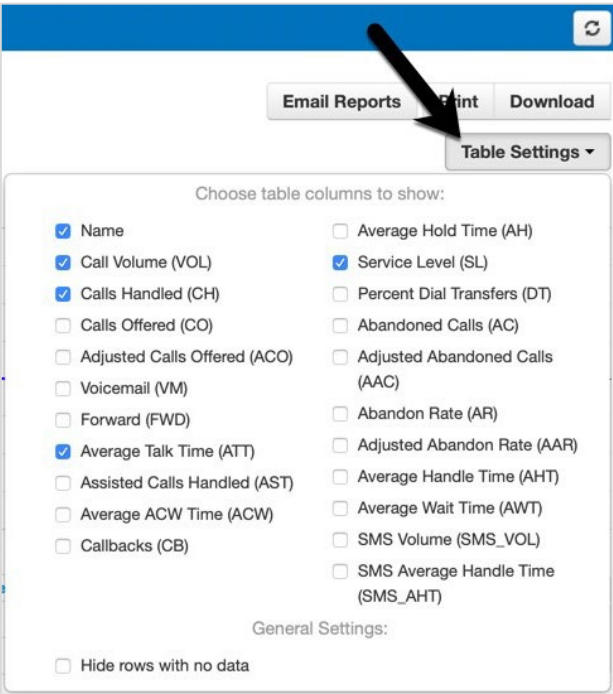 Email Reports
Print
Download
Table Settings
Choose table columns to show:
Name
Call Volume (VOL)
Calls Handled (CH)
Calls Offered (CO)
Adjusted Calls Offered (ACO)
Voicemail (VM)
Forward (FWD)
Average Talk Time (ATT)
Assisted Calls Handled (AST)
Average ACW Time (ACW)
Callbacks (CB)
Average Hold Time (AH)
Service Level (SL)
Percent Dial Transfers (DT)
Abandoned Calls (AC)
Adjusted Abandoned Calls
(AAC)
Abandon Rate (AR)
Adjusted Abandon Rate (AAR)
Average Handle Time (AHT)
Average Wait Time (AWT)
SMS Volume (SMS_VOL)
SMS Average Handle Time
(SMS_AHT)
General Settings:
Hide rows with no data